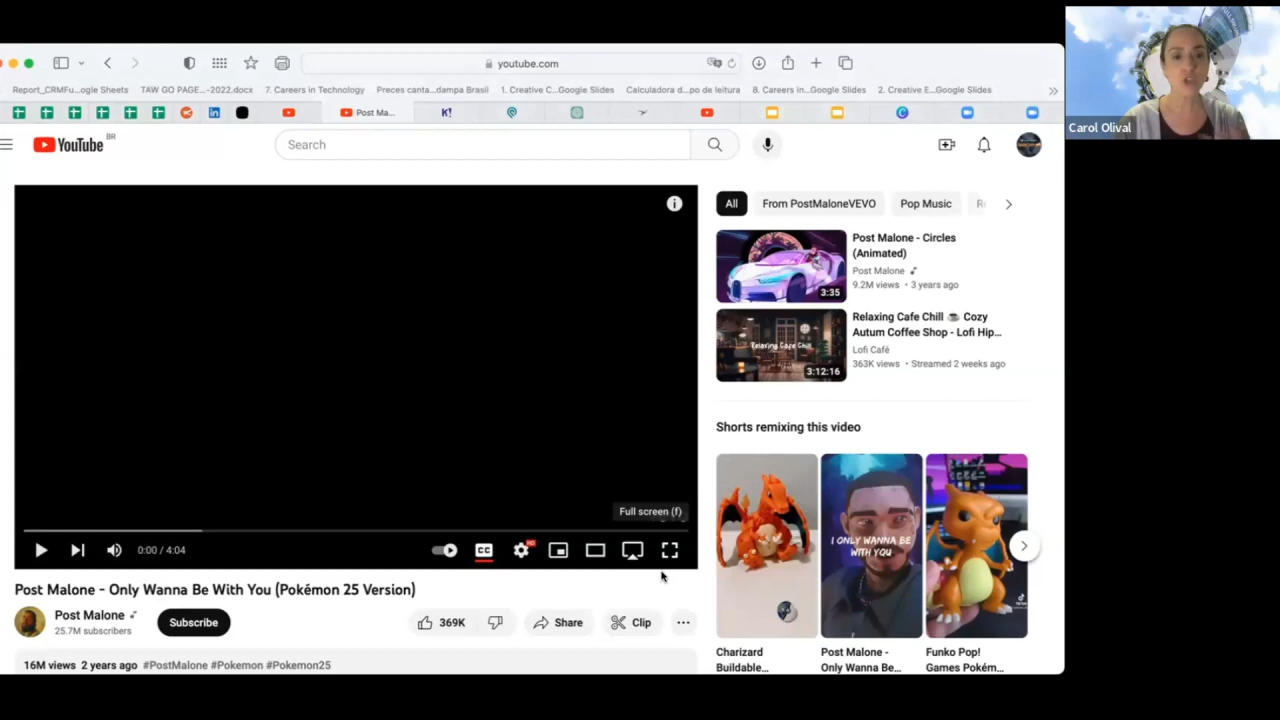 youtube.com
Report_CRMFu...ogle Sheets TAW GO PAGE...-2022.docx 7. Careers in Technology Preces canta...dampa Brasil 1. Creative C...Google Slides Calculadora d...po de leitura 8. Careers in...Google Slides 2. Creative E...Google Slides
Post Ma... K!
YouTube BR
Search
Carol Olival
All From PostMaloneVEVO Pop Music
Post Malone - Circles
(Animated)
Post Malone
9.2M views • 3 years ago
3:35
Relaxing Cafe Chill ☕ Cozy
Autum Coffee Shop - Lofi Hip...
Lofi Café
363K views • Streamed 2 weeks ago
Relaxing Cafe Chill
3:12:16
Shorts remixing this video
I ONLY WANNA BE
WITH YOU
Charizard
Buildable...
Post Malone -
Only Wanna Be...
Funko Pop!
Games Pokém...
Full screen (f)
0:00 / 4:04
CC
HD
Post Malone - Only Wanna Be With You (Pokémon 25 Version)
Post Malone
25.7M subscribers
Subscribe
369K
Share
Clip
16M views 2 years ago #PostMalone #Pokemon #Pokemon25